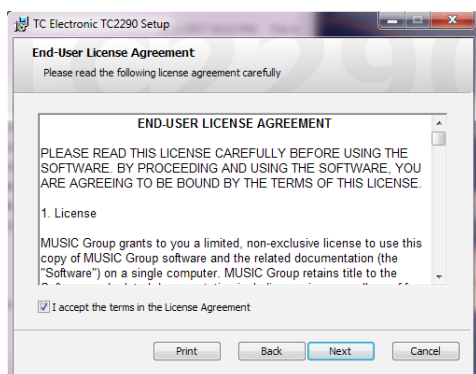 TC Electronic TC2290 Setup
End-User License Agreement
Please read the following license agreement carefully
END-USER LICENSE AGREEMENT
PLEASE READ THIS LICENSE CAREFULLY BEFORE USING THE
SOFTWARE. BY PROCEEDING AND USING THE SOFTWARE, YOU
ARE AGREEING TO BE BOUND BY THE TERMS OF THIS LICENSE.
1. License
MUSIC Group grants to you a limited, non-exclusive license to use this
copy of MUSIC Group software and the related documentation (the
"Software") on a single computer. MUSIC Group retains title to the
I accept the terms in the License Agreement
Print
Back
Next
Cancel